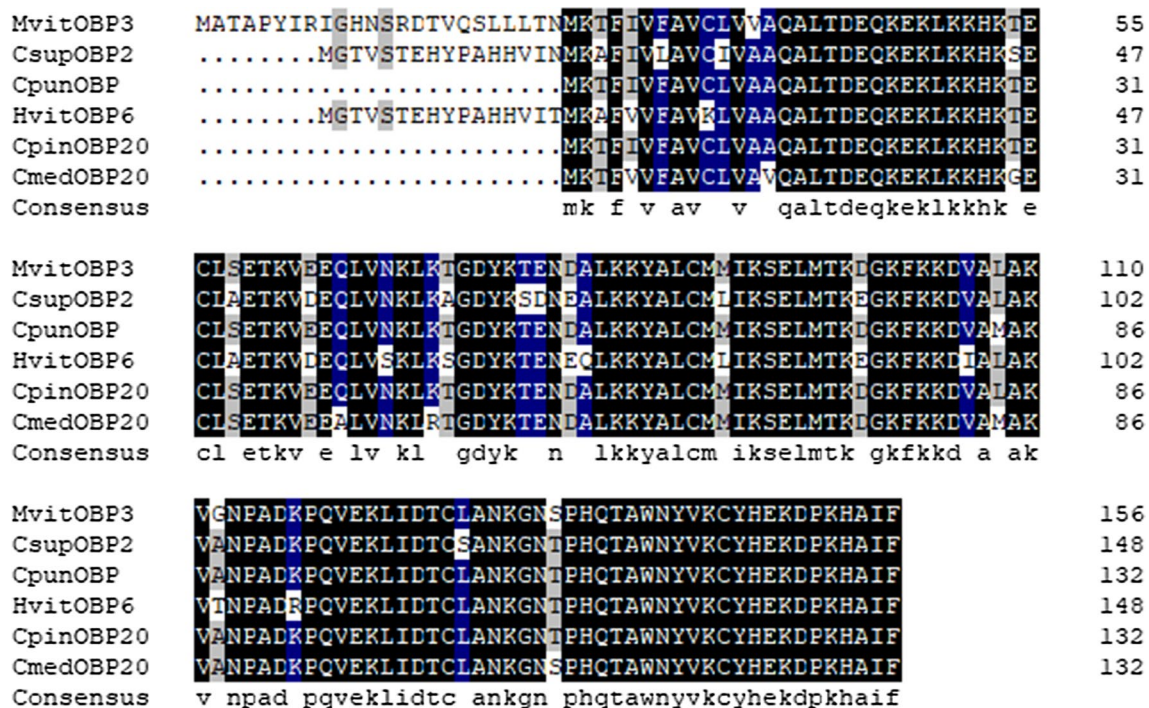 MvitOBP3 MATAPYIRIGHNSRDTVQSLLLTNMKTFIVFAVCLVVAQALTDEQKEKLKKHKTE 55
CsupOBP2 ........MGTVSTEHYPAHHVINMKAFIVLAVCIVAAQALTDEQKEKLKKHKSE 47
CpunOBP ........................MKTFIVFAVCLVAAQALTDEQKEKLKKHKTE 31
HvitOBP6 ........MGTVSTEHYPAHHVITMKAFVVFAVKLVAAQALTDEQKEKLKKHKTE 47
CpinOBP20 ........................MKTFIVFAVCLVAAQALTDEQKEKLKKHKTE 31
CmedOBP20 ........................MKTFVVFAVCLVAVQALTDEQKEKLKKHKGE 31
Consensus mk f v av v qaltdeqkeklkkhk e
MvitOBP3 CLSETKVEEQLVNKLKTGDYKTENDALKKYALCMMIKSELMTKDGKFKKDVALAK 110
CsupOBP2 CLAETKVDEQLVNKLKAGDYKSDNEALKKYALCMLIKSELMTKEGKFKKDVALAK 102
CpunOBP CLSETKVEEQLVNKLKTGDYKTENDALKKYALCMMIKSELMTKDGKFKKDVAMAK 86
HvitOBP6 CLAETKVDEQLVSKLKSGDYKTENEQLKKYALCMLIKSELMTKEGKFKKDIALAK 102
CpinOBP20 CLSETKVEEQLVNKLKTGDYKTENDALKKYALCMMIKSELMTKDGKFKKDVALAK 86
CmedOBP20 CLSETKVEEALVNKLRTGDYKTENDALKKYALCMMIKSELMTKDGKFKKDVAMAK 86
Consensus cl etkv e lv kl gdyk n lkkyalcm ikselmtk gkfkkd a ak
MvitOBP3 VGNPADKPQVEKLIDTCLANKGNSPHQTAWNYVKCYHEKDPKHAIF 156
CsupOBP2 VANPADKPQVEKLIDTCSANKGNTPHQTAWNYVKCYHEKDPKHAIF 148
CpunOBP VANPADKPQVEKLIDTCLANKGNTPHQTAWNYVKCYHEKDPKHAIF 132
HvitOBP6 VTNPADRPQVEKLIDTCLANKGNTPHQTAWNYVKCYHEKDPKHAIF 148
CpinOBP20 VANPADKPQVEKLIDTCLANKGNTPHQTAWNYVKCYHEKDPKHAIF 132
CmedOBP20 VANPADKPQVEKLIDTCLANKGNSPHQTAWNYVKCYHEKDPKHAIF 132
Consensus v npad pqveklidtc ankgn phqtawnyvkcyhekdpkhaif